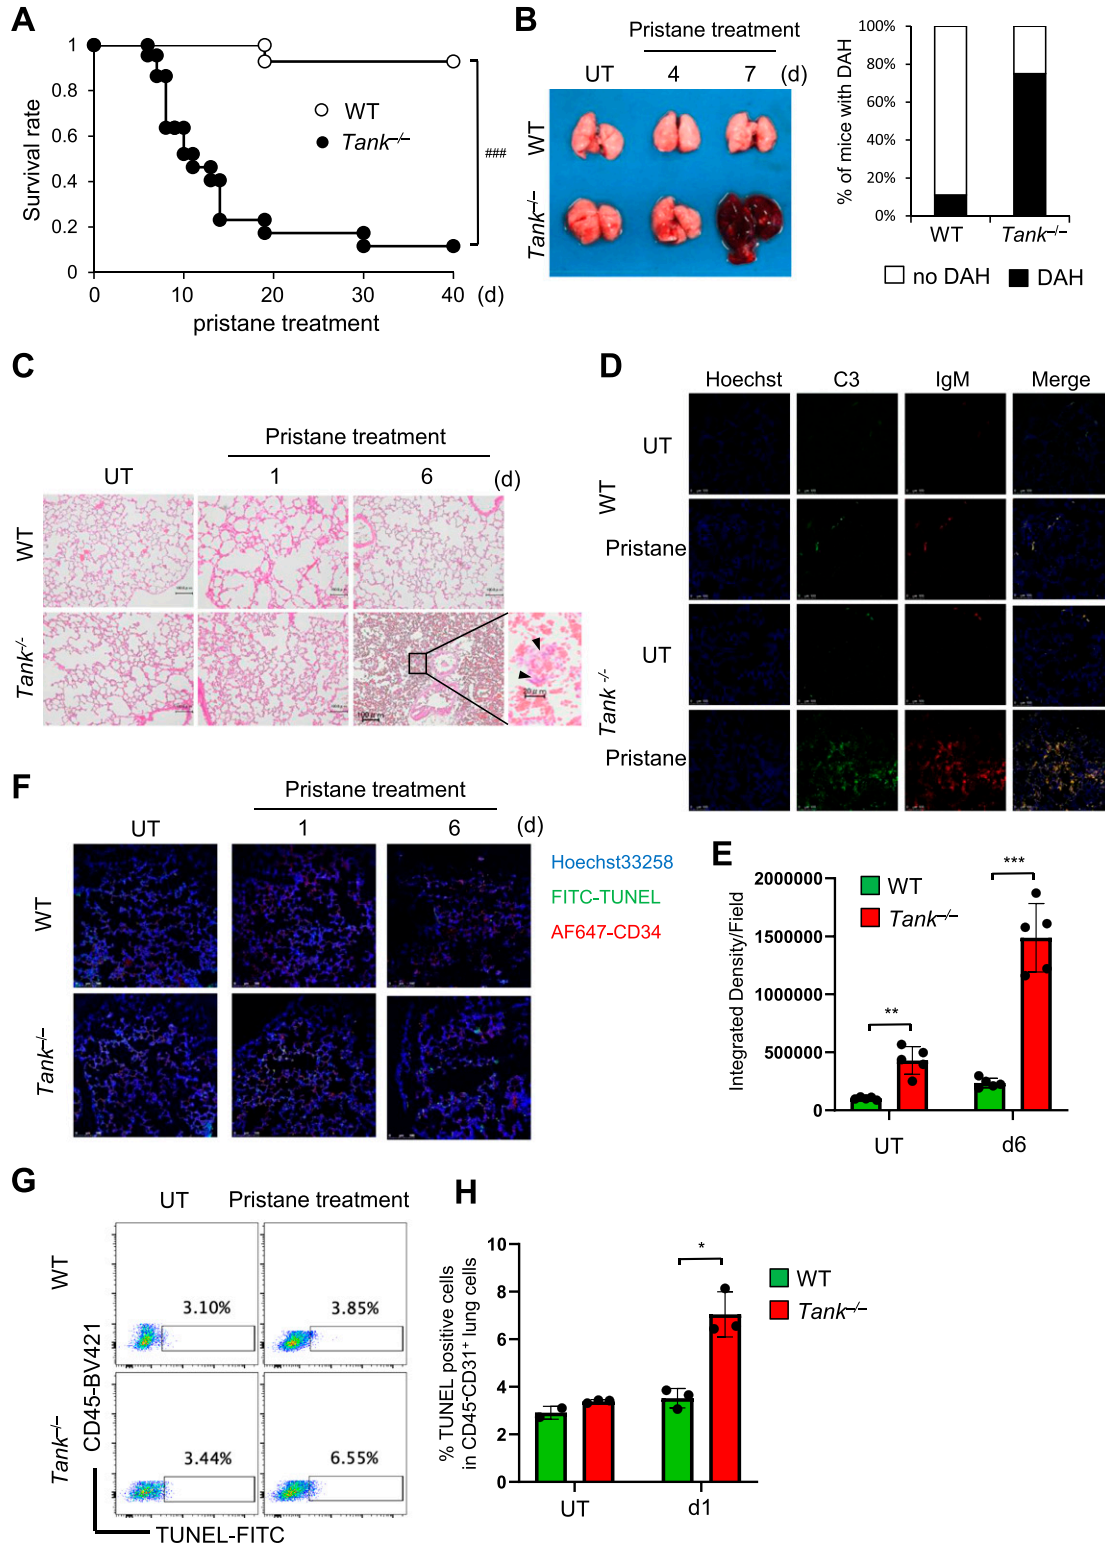 A
1
0.8
0.6
0.4
0.2
0
Survival rate
WT
Tank–/–
###
0 10 20 30 40 (d)
pristane treatment
B
Pristane treatment
UT 4 7 (d)
WT
Tank–/–
% of mice with DAH
100%
80%
60%
40%
20%
0%
WT Tank–/–
no DAH DAH
C
Pristane treatment
UT 1 6 (d)
WT
Tank-/-
D
Hoechst C3 IgM Merge
UT
WT
Pristane
UT
Tank -/-
Pristane
F
Pristane treatment
UT 1 6 (d)
WT
Tank–/–
Hoechst33258
FITC-TUNEL
AF647-CD34
E
WT
Tank–/–
Integrated Density/Field
2000000
1500000
1000000
500000
0
**
***
UT d6
G
UT Pristane treatment
WT
3.10% 3.85%
Tank–/–
3.44% 6.55%
CD45-BV421
TUNEL-FITC
H
% TUNEL positive cells
in CD45-CD31+ lung cells
10
8
6
4
2
0
*
WT
Tank–/–
UT d1